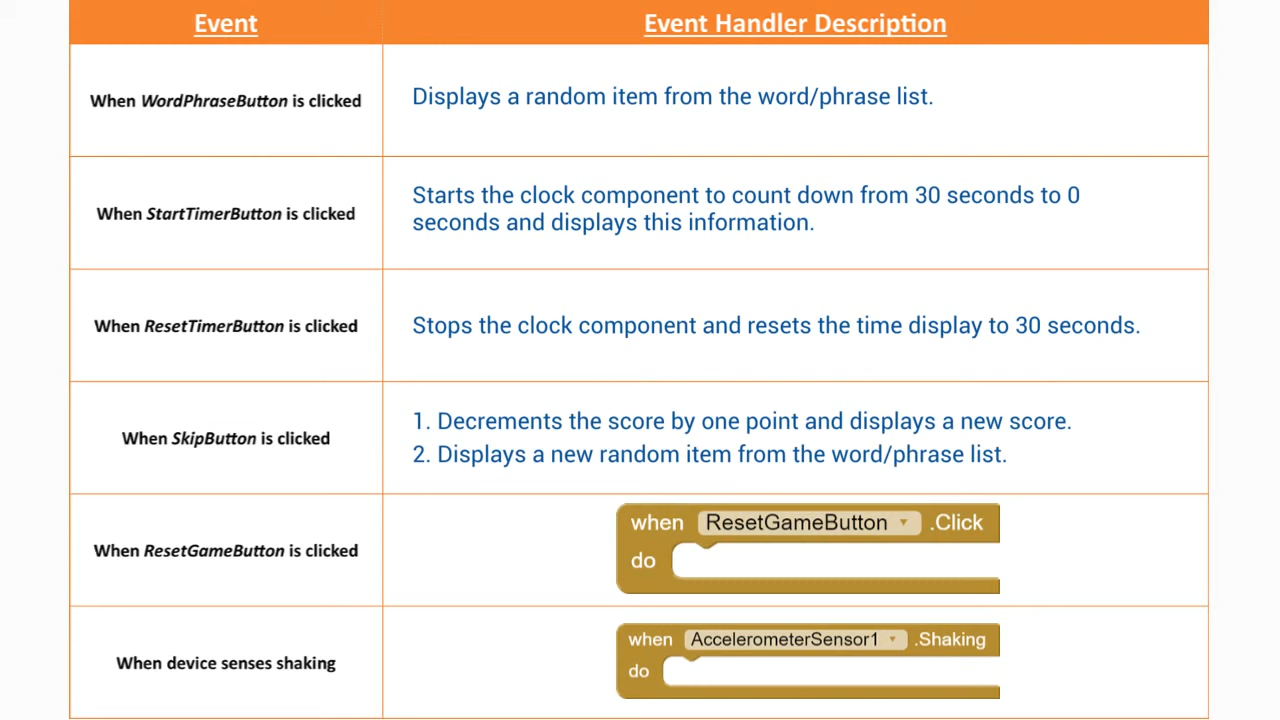 Event
Event Handler Description
When WordPhraseButton is clicked
Displays a random item from the word/phrase list.
When StartTimerButton is clicked
Starts the clock component to count down from 30 seconds to 0
seconds and displays this information.
When ResetTimerButton is clicked
Stops the clock component and resets the time display to 30 seconds.
When SkipButton is clicked
1. Decrements the score by one point and displays a new score.
2. Displays a new random item from the word/phrase list.
When ResetGameButton is clicked
when ResetGameButton .Click
do
When device senses shaking
when AccelerometerSensor1 .Shaking
do